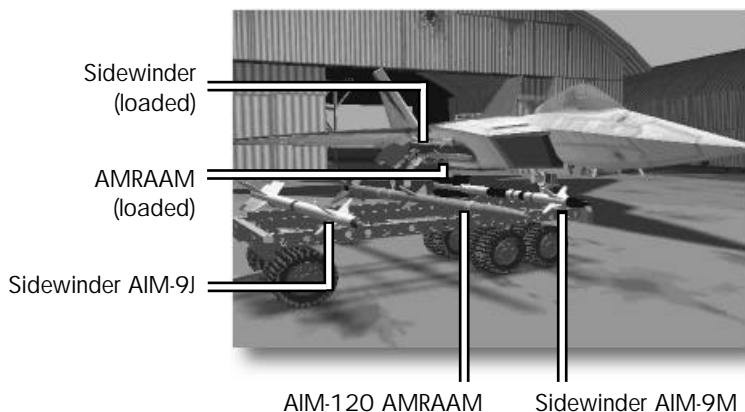 Sidewinder
(loaded)
AMRAAM
(loaded)
Sidewinder AIM-9J
AIM-120 AMRAAM
Sidewinder AIM-9M